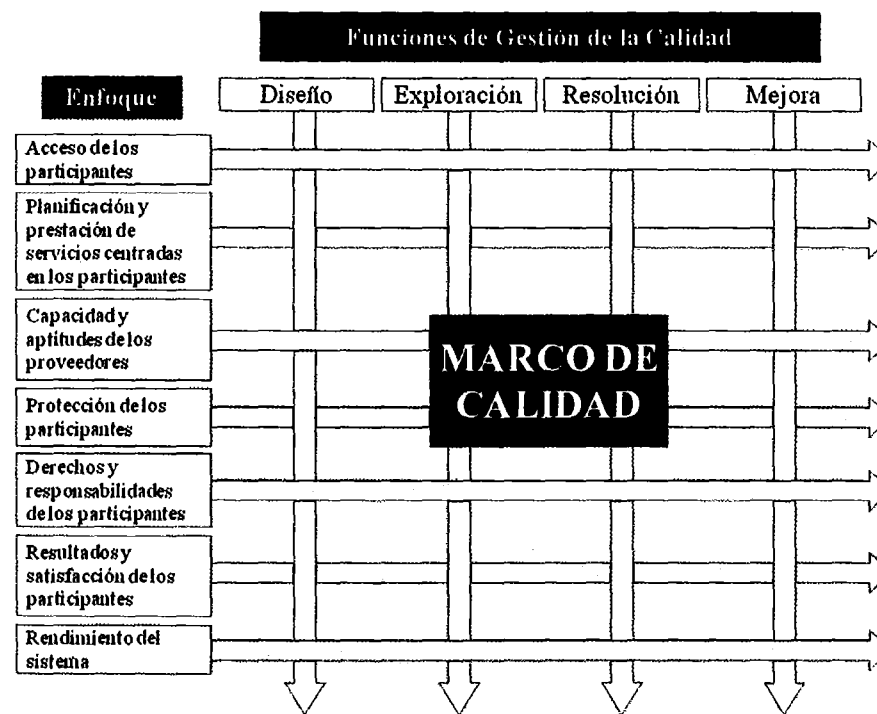 Funciones de Gestión de la Calidad
Enfoque
Diseño
Exploración
Resolución
Mejora
Acceso de los
participantes
Planificación y
prestación de
servicios centradas
en los participantes
Capacidad y
aptitudes de los
proveedores
MARCO DE
CALIDAD
Protección de los
participantes
Derechos y
responsabilidades
de los participantes
Resultados y
satisfacción de los
participantes
Rendimiento del
sistema